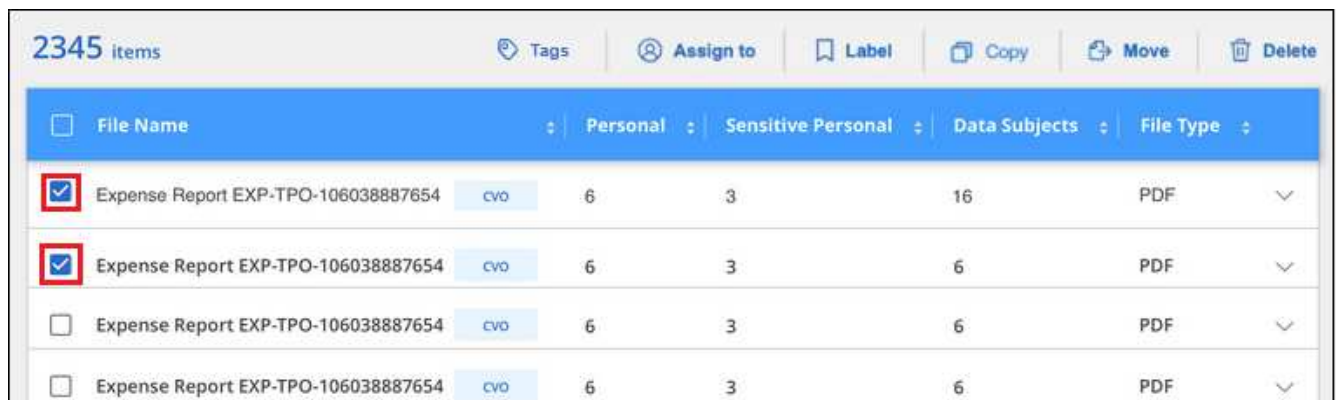 2345 items Tags Assign to Label Copy Move Delete
File Name Personal Sensitive Personal Data Subjects File Type
Expense Report EXP-TPO-106038887654 CVO 6 3 16 PDF
Expense Report EXP-TPO-106038887654 CVO 6 3 6 PDF
Expense Report EXP-TPO-106038887654 CVO 6 3 6 PDF
Expense Report EXP-TPO-106038887654 CVO 6 3 6 PDF